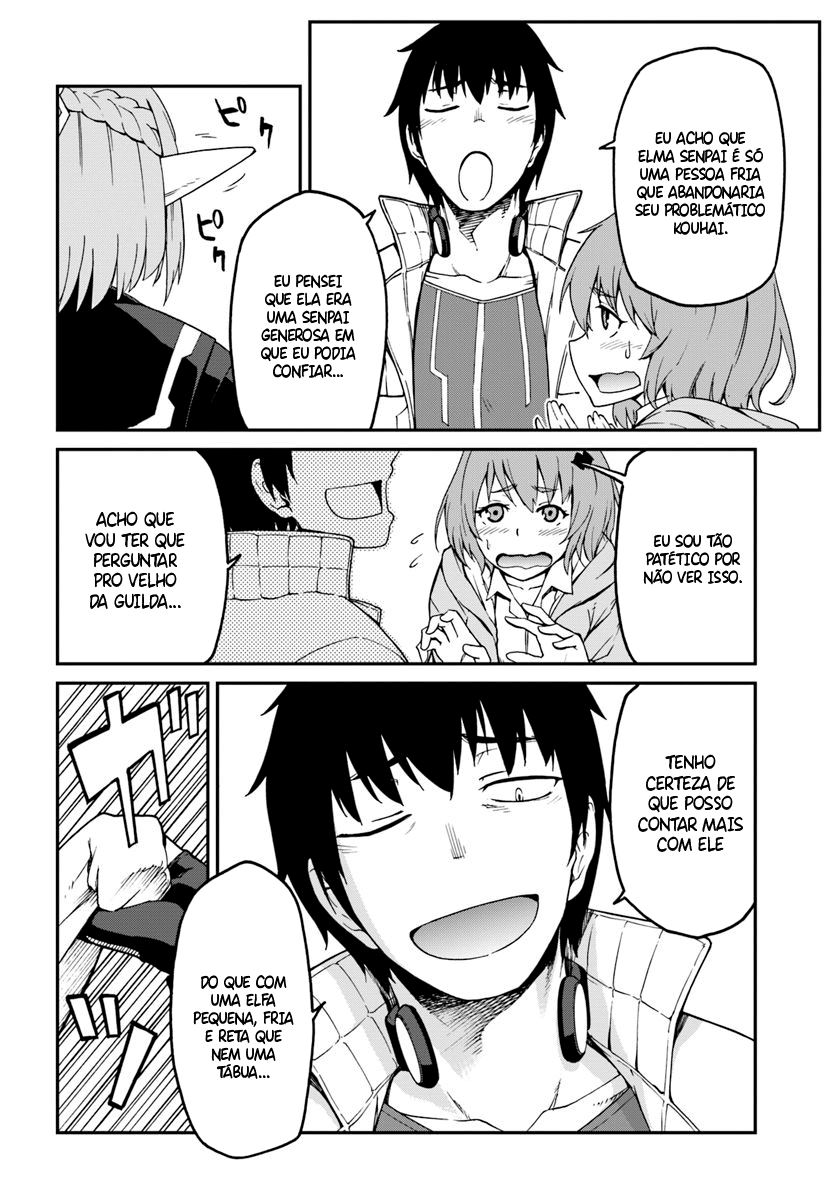 EU ACHO QUE
ELMA SENPAI É SÓ
UMA PESSOA FRIA
QUE ABANDONARIA
SEU PROBLEMÁTICO
KOUHAI.
EU PENSEI
QUE ELA ERA
UMA SENPAI
GENEROSA EM
QUE EU PODIA
CONFIAR...
ピク
ピク
EU SOU TÃO
PATÉTICO POR
NÃO VER ISSO.
ACHO QUE
VOU TER QUE
PERGUNTAR
PRO VELHO
DA GUILDA...
TENHO
CERTEZA DE
QUE POSSO
CONTAR MAIS
COM ELE
DO QUE COM
UMA ELFA
PEQUENA, FRIA
E RETA QUE
NEM UMA
TÁBUA...
ガ